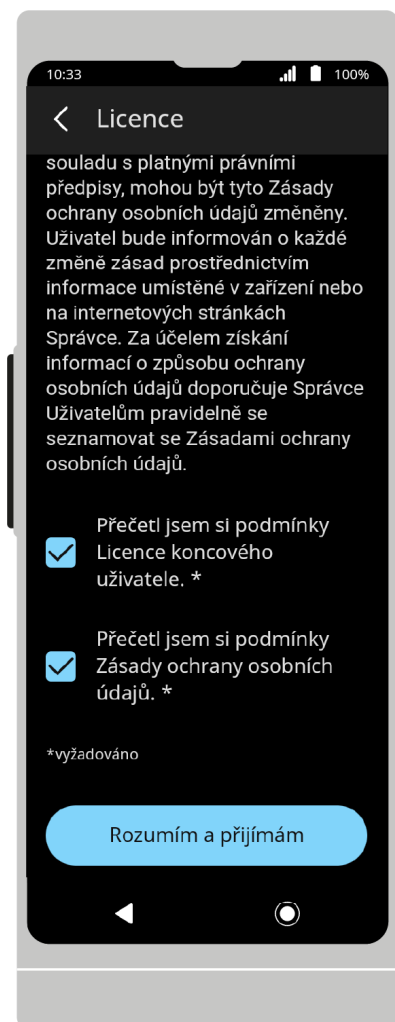 10:33
100%
Licence
souladu s platnými právními
předpisy, mohou být tyto Zásady
ochrany osobních údajů změněny.
Uživatel bude informován o každé
změně zásad prostřednictvím
informace umístěné v zařízení nebo
na internetových stránkách
Správce. Za účelem získání
informací o způsobu ochrany
osobních údajů doporučuje Správce
Uživatelům pravidelně se
seznamovat se Zásadami ochrany
osobních údajů.
Přečetl jsem si podmínky
Licence koncového
uživatele. *
Přečetl jsem si podmínky
Zásady ochrany osobních
údajů. *
*vyžadováno
Rozumím a přijímám